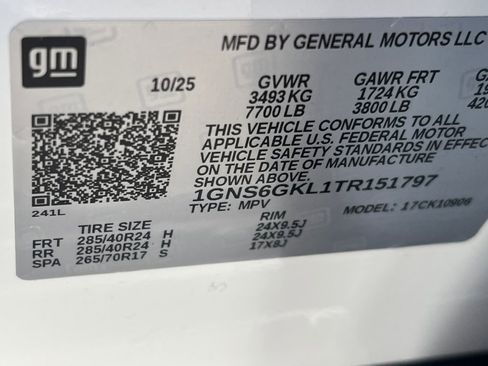 gm
MFD BY GENERAL MOTORS LLC
10/25 GVWR GAWR FRT
3493 KG 1724 KG
7700 LB 3800 LB
THIS VEHICLE CONFORMS TO ALL
APPLICABLE U.S. FEDERAL MOTOR
VEHICLE SAFETY STANDARDS IN EFFEC
ON THE DATE OF MANUFACTURE
SHOWN ABOVE.
1GNS6GKL1TR151797
TYPE: MPV MODEL: 17CK10906
241L
TIRE SIZE RIM
FRT 285/40R24 H 24X9.5J
RR 285/40R24 H 24X9.5J
SPA 265/70R17 S 17X8J